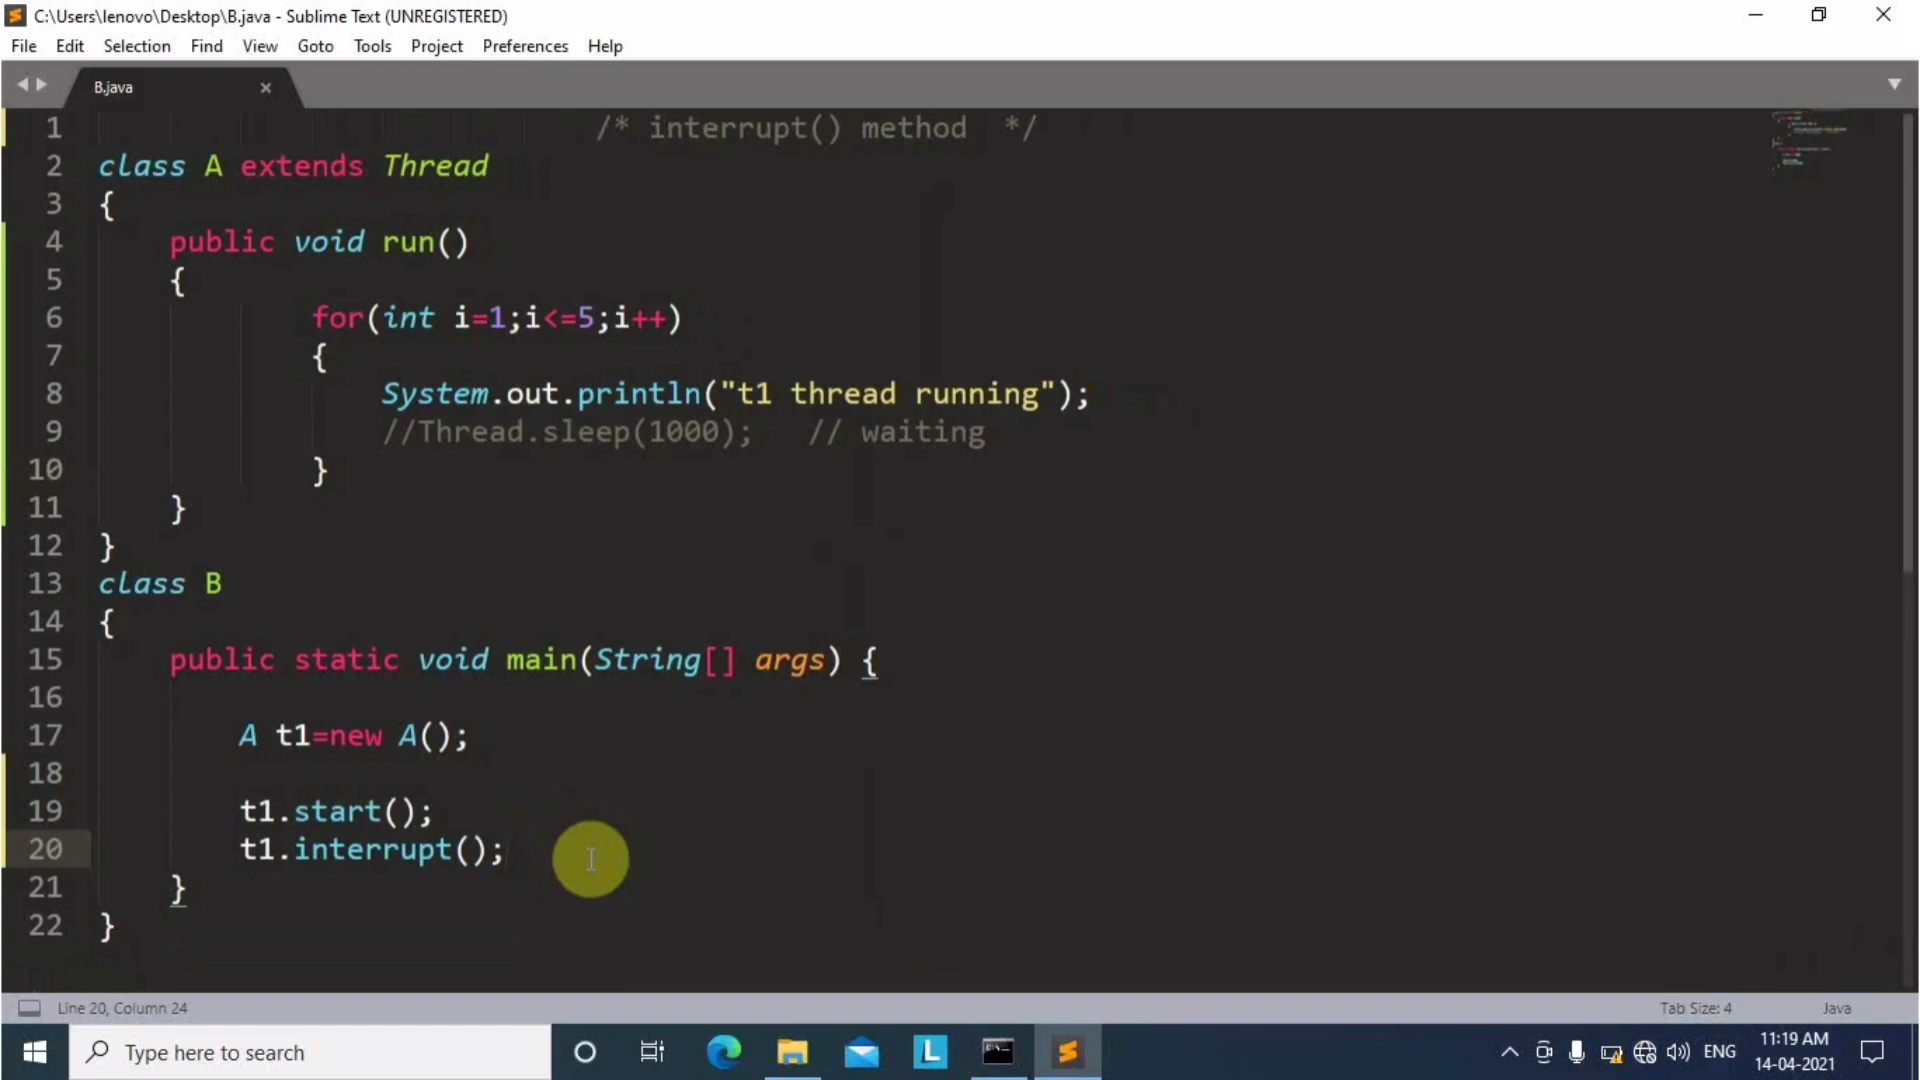 C:\Users\lenovo\Desktop\B.java - Sublime Text (UNREGISTERED)
File Edit Selection Find View Goto Tools Project Preferences Help
B.java
1 /* interrupt() method */
2 class A extends Thread
3 {
4 public void run()
5 {
6 for(int i=1;i<=5;i++)
7 {
8 System.out.println("t1 thread running");
9 //Thread.sleep(1000); // waiting
10 }
11 }
12 }
13 class B
14 {
15 public static void main(String[] args) {
16
17 A t1=new A();
18
19 t1.start();
20 t1.interrupt();
21 }
22 }
Line 20, Column 24 Tab Size: 4 Java
Type here to search
L
ENG
11:19 AM
14-04-2021